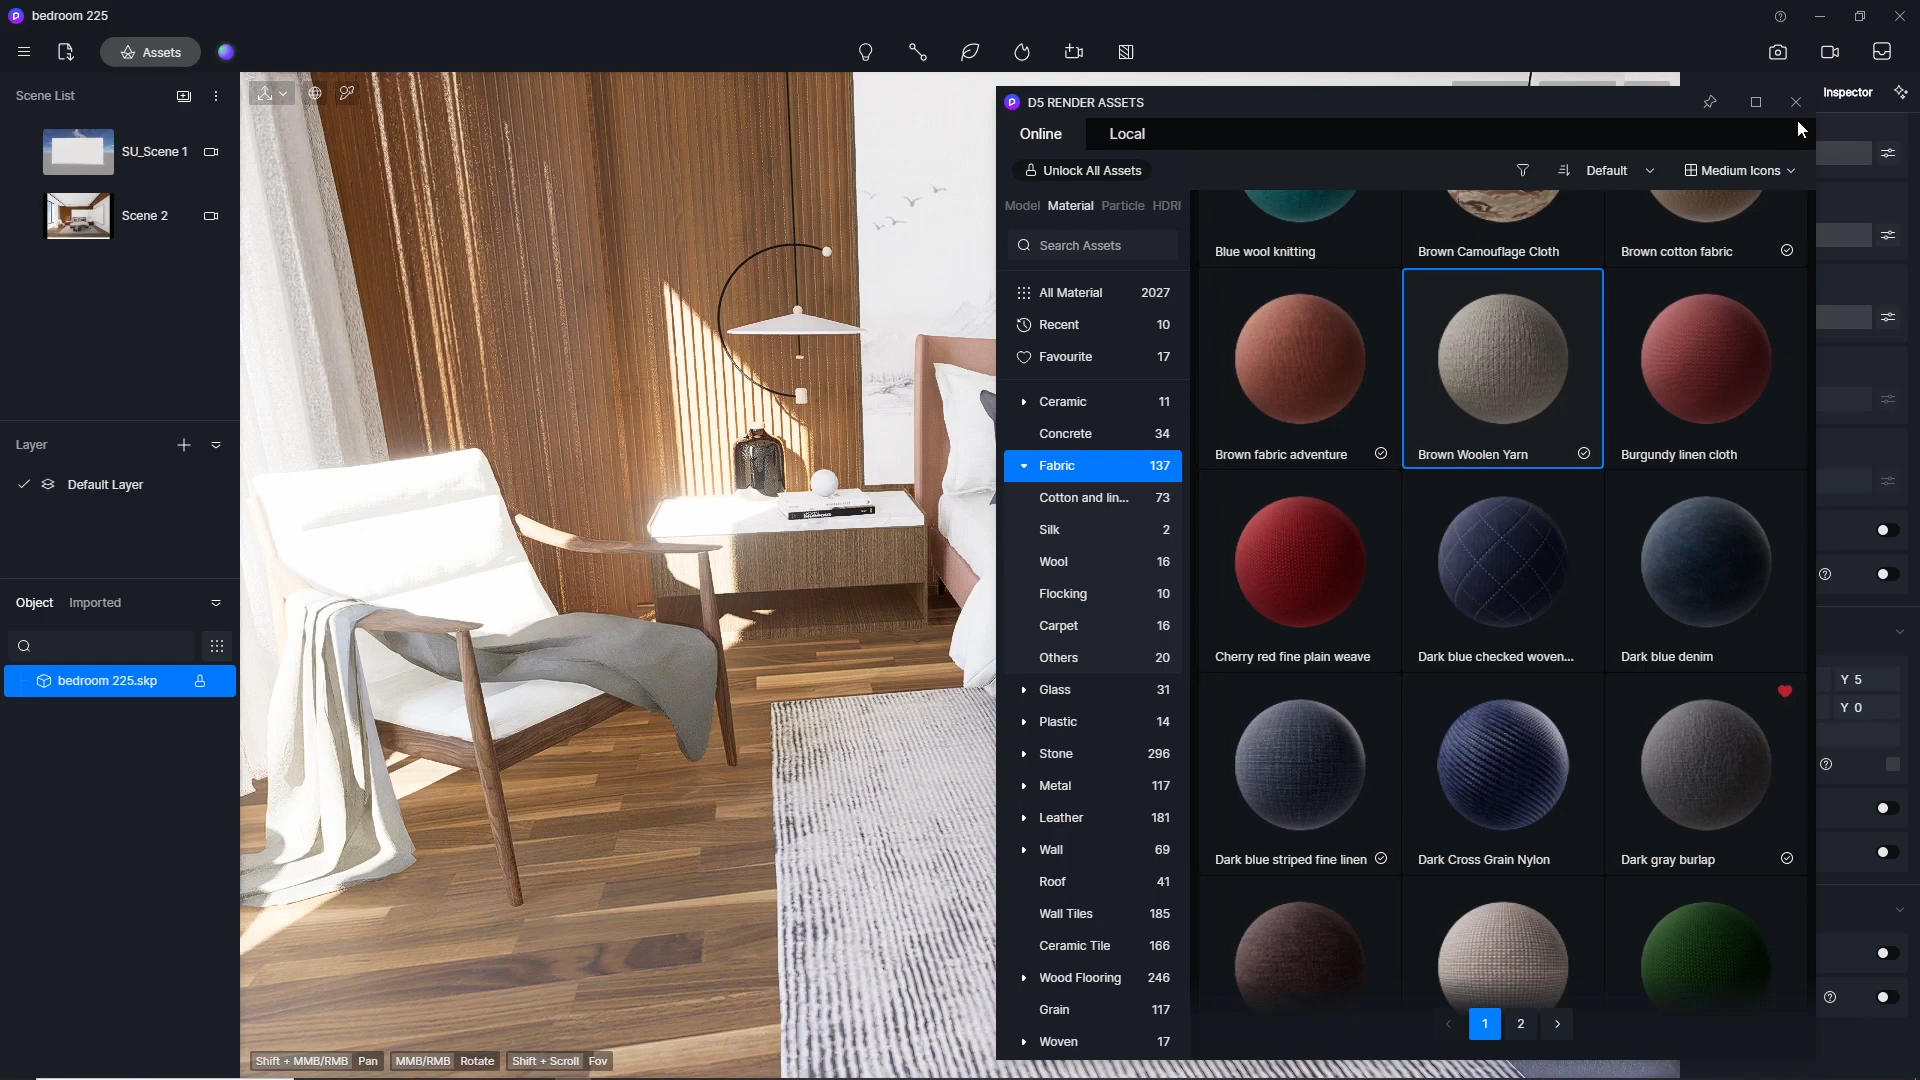 bedroom 225
Assets
Scene List
SU_Scene 1
Scene 2
Layer
Default Layer
Object Imported
bedroom 225.skp
Shift + MMB/RMB Pan MMB/RMB Rotate Shift + Scroll Fov
D5 RENDER ASSETS
Online Local
Unlock All Assets Default Medium Icons
Model Material Particle HDRI
Search Assets
All Material 2027
Recent 10
Favourite 17
Ceramic 11
Concrete 34
Fabric 137
Cotton and lin... 73
Silk 2
Wool 16
Flocking 10
Carpet 16
Others 20
Glass 31
Plastic 14
Stone 296
Metal 117
Leather 181
Wall 69
Roof 41
Wall Tiles 185
Ceramic Tile 166
Wood Flooring 246
Grain 117
Woven 17
Blue wool knitting Brown Camouflage Cloth Brown cotton fabric
Brown fabric adventure Brown Woolen Yarn Burgundy linen cloth
Cherry red fine plain weave Dark blue checked woven... Dark blue denim
Dark blue striped fine linen Dark Cross Grain Nylon Dark gray burlap
1 2
Inspector
Y 5
Y 0